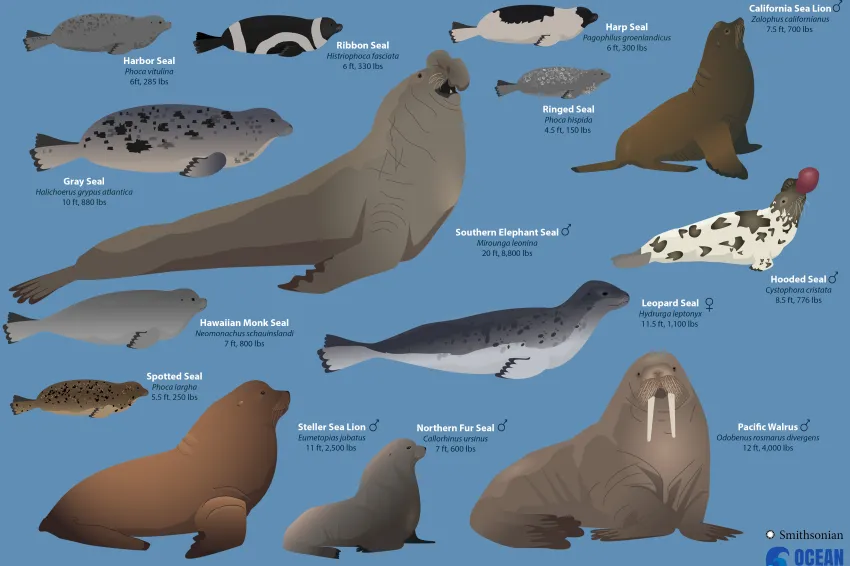 California Sea Lion ♂
Zalophus californianus
7.5 ft, 700 lbs
Harp Seal
Pagophilus groenlandicus
6 ft, 300 lbs
Ribbon Seal
Histriophoca fasciata
6 ft, 330 lbs
Harbor Seal
Phoca vitulina
6ft, 285 lbs
Ringed Seal
Phoca hispida
4.5 ft, 150 lbs
Gray Seal
Halichoerus grypus atlantica
10 ft, 880 lbs
Southern Elephant Seal ♂
Mirounga leonina
20 ft, 8,800 lbs
Hooded Seal ♂
Cystophora cristata
8.5 ft, 776 lbs
Leopard Seal ♀
Hydrurga leptonyx
11.5 ft, 1,100 lbs
Hawaiian Monk Seal
Neomonachus schauinslandi
7 ft, 800 lbs
Spotted Seal
Phoca largha
5.5 ft, 250 lbs
Steller Sea Lion ♂
Eumetopias jubatus
11 ft, 2,500 lbs
Northern Fur Seal ♂
Callorhinus ursinus
7 ft, 600 lbs
Pacific Walrus ♂
Odobenus rosmarus divergens
12 ft, 4,000 lbs
Smithsonian
OCEAN